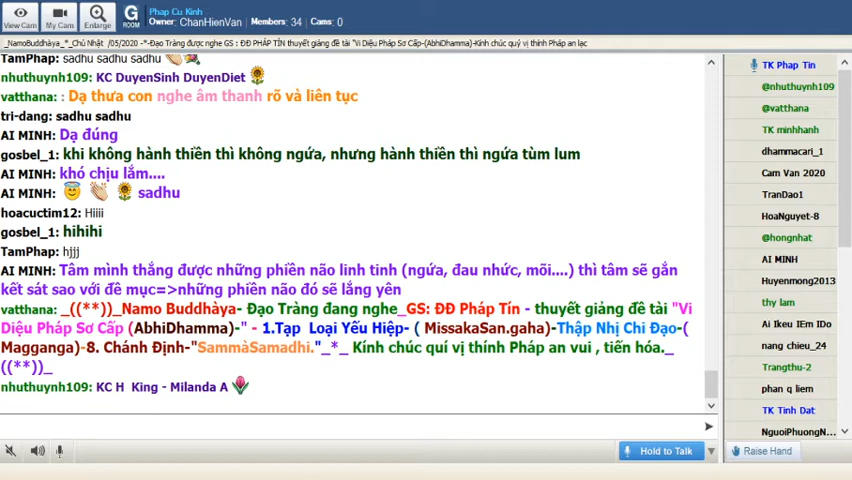 View Cam
My Cam
Enlarge
G
ROOM
Phap Cu Kinh
Owner: ChanHienVan Members: 34 Cams: 0
_NamoBuddhàya_*_Chủ Nhật /05/2020 -*-Đạo Tràng được nghe GS : ĐĐ PHÁP TÍN thuyết giảng đề tài "Vi Diệu Pháp Sơ Cấp-(AbhiDhamma)-Kính chúc quý vị thính Pháp an lạc
TamPhap: sadhu sadhu sadhu
nhuthuynh109: KC DuyenSinh DuyenDiet
vatthana: : Dạ thưa con nghe âm thanh rõ và liên tục
tri-dang: sadhu sadhu
AI MINH: Dạ đúng
gosbel_1: khi không hành thiền thì không ngứa, nhưng hành thiền thì ngứa tùm lum
AI MINH: khó chịu lắm....
AI MINH: sadhu
hoacuctim12: Hiiii
gosbel_1: hihihi
TamPhap: hjjj
AI MINH: Tâm mình thắng được những phiền não linh tinh (ngứa, đau nhức, mõi....) thì tâm sẽ gắn
kết sát sao với đề mục=>những phiền não đó sẽ lắng yên
vatthana: _((**))_Namo Buddhàya- Đạo Tràng đang nghe_GS: ĐĐ Pháp Tín - thuyết giảng đề tài "Vi
Diệu Pháp Sơ Cấp (AbhiDhamma)-" - 1.Tạp Loại Yếu Hiệp- ( MissakaSan.gaha)-Thập Nhị Chi Đạo-(
Magganga)-8. Chánh Định-"SammàSamadhi."_*_ Kính chúc quí vị thính Pháp an vui , tiến hóa._
((**))_
nhuthuynh109: KC H King - Milanda A
TK Phap Tin
@nhuthuynh109
@vatthana
TK minhhanh
dhammacari_1
Cam Van 2020
TranDao1
HoaNguyet-8
@hongnhat
AI MINH
Huyenmong2013
thy lam
Ai Ikeu IEm IDo
nang chieu_24
Trangthu-2
phan q liem
TK Tinh Dat
NguoiPhuongN...
Hold to Talk
Raise Hand